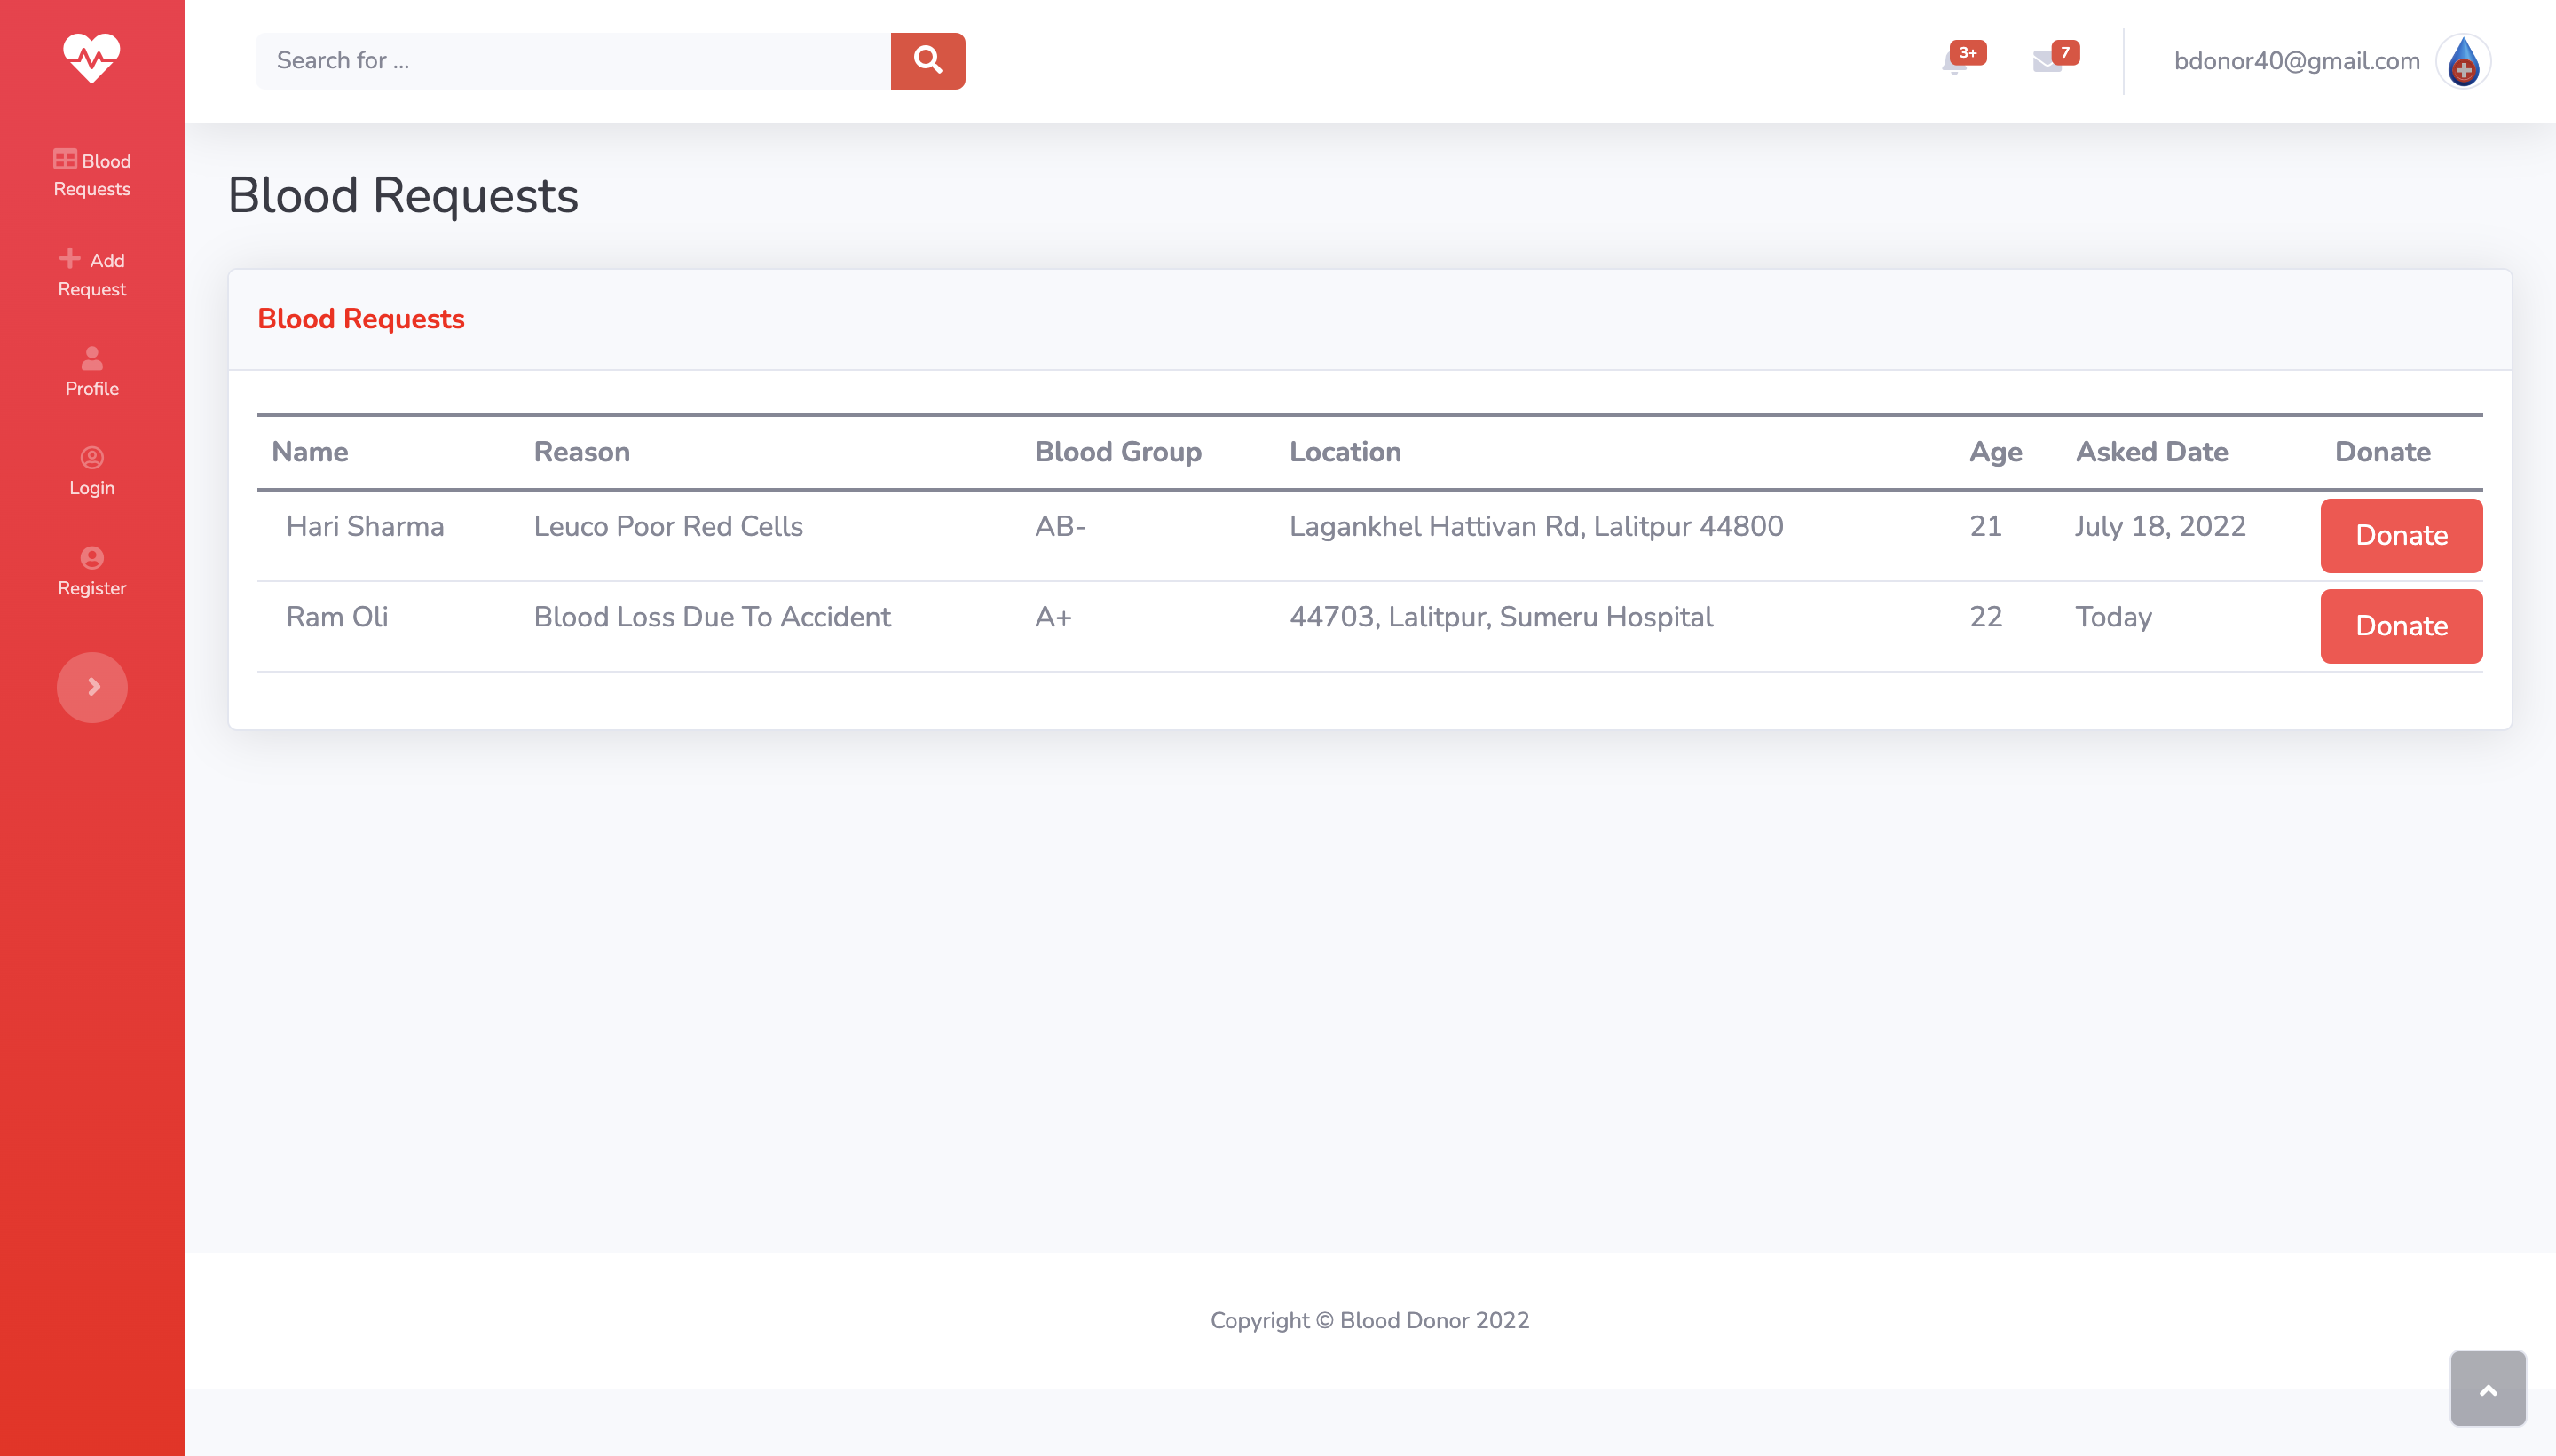 Search for ...
3+
7
bdonor40@gmail.com
Blood
Requests
Add
Request
Profile
Login
Register
Blood Requests
Blood Requests
Name Reason Blood Group Location Age Asked Date Donate
Hari Sharma Leuco Poor Red Cells AB- Lagankhel Hattivan Rd, Lalitpur 44800 21 July 18, 2022 Donate
Ram Oli Blood Loss Due To Accident A+ 44703, Lalitpur, Sumeru Hospital 22 Today Donate
Copyright © Blood Donor 2022